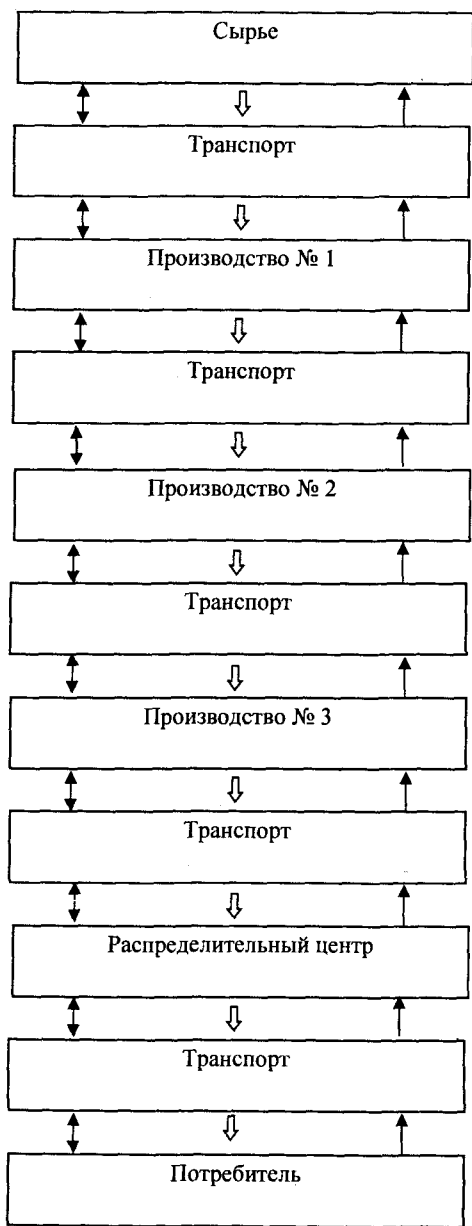 Сырье
Транспорт
Производство № 1
Транспорт
Производство № 2
Транспорт
Производство № 3
Транспорт
Распределительный центр
Транспорт
Потребитель